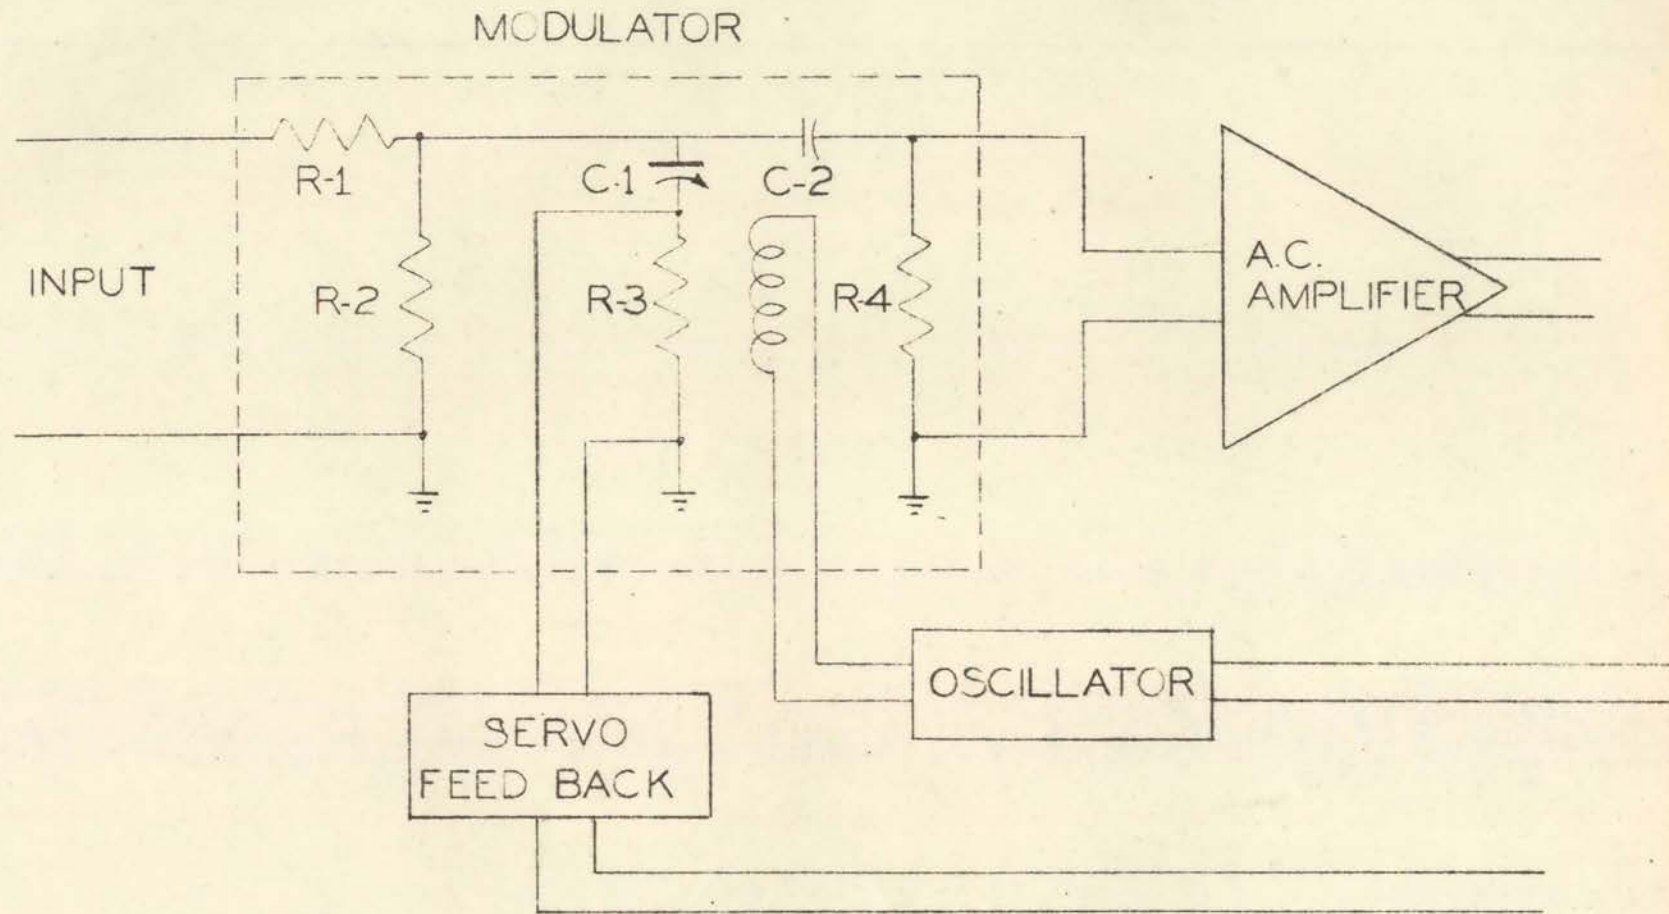 MODULATOR
R-1
C-1
C-2
INPUT
R-2
R-3
R-4
A.C.
AMPLIFIER
OSCILLATOR
SERVO
FEED BACK